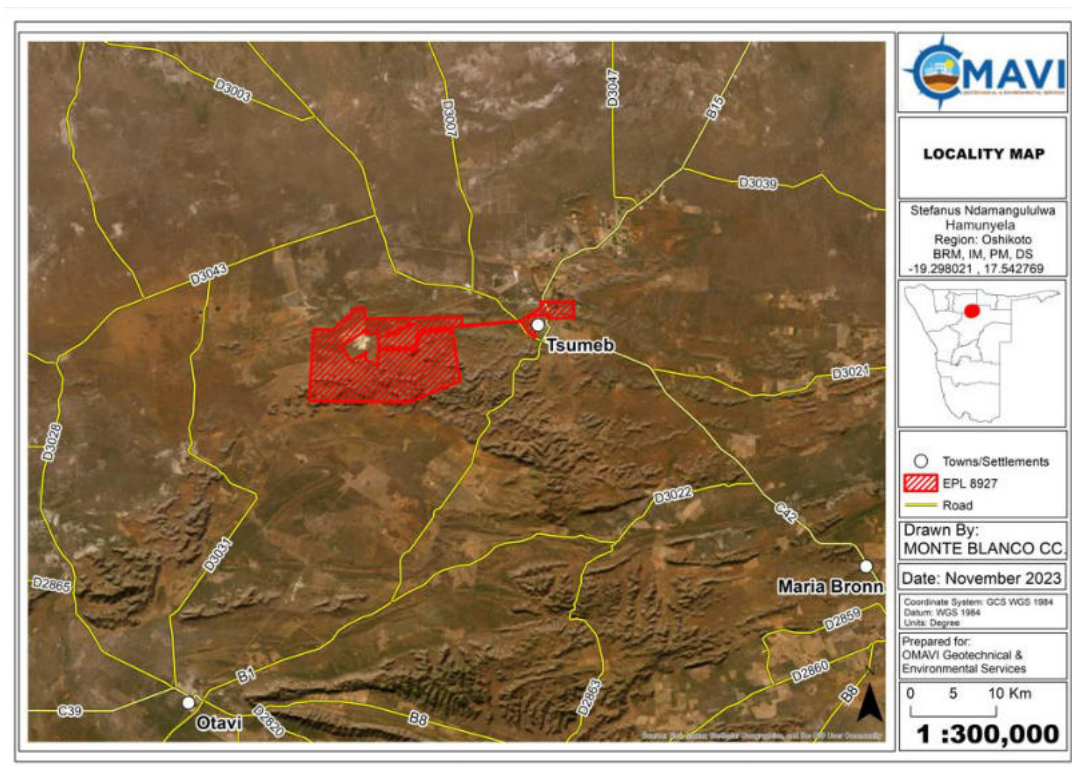 D3003
D3007
D3047
B15
D3039
D3043
Tsumeb
D3021
D3028
D3022
C42
D3031
D2865
Maria Bronn
D2859
D2860
B1
D2863
B8
C39
Otavi
D2820
B8
N
OMAVI
GEOTECHNICAL & ENVIRONMENTAL SERVICES
LOCALITY MAP
Stefanus Ndamangululwa
Hamunyela
Region: Oshikoto
BRM, IM, PM, DS
-19.298021 , 17.542769
Towns/Settlements
EPL 8927
Road
Drawn By:
MONTE BLANCO CC.
Date: November 2023
Coordinate System: GCS WGS 1984
Datum: WGS 1984
Units: Degree
Prepared for:
OMAVI Geotechnical &
Environmental Services
0 5 10 Km
1 :300,000